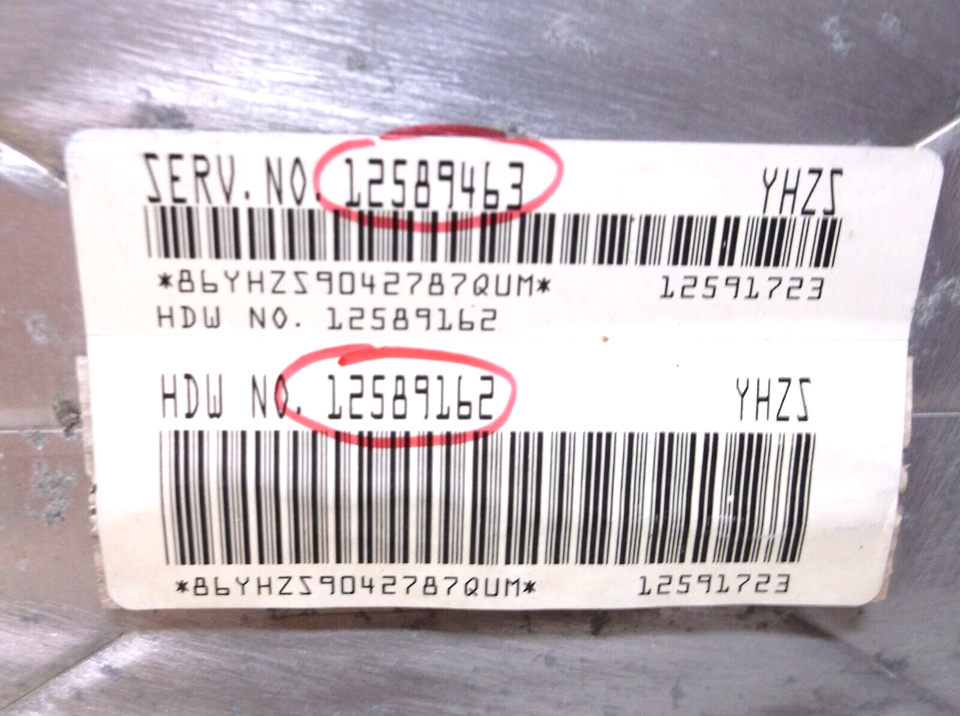 SERV. NO. 12589463 YHZS
*86YHZS9042787QUM* 12591723
HDW NO. 12589162
HDW NO. 12589162 YHZS
*86YHZS9042787QUM* 12591723